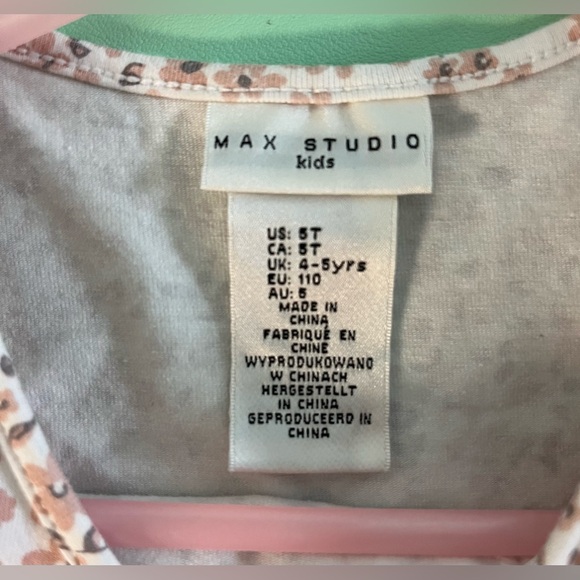 MAX STUDIO
kids
US: 5T
CA: 5T
UK: 4-5yrs
EU: 110
AU: 5
MADE IN
CHINA
FABRIQUÉ EN
CHINE
WYPRODUKOWANO
W CHINACH
HERGESTELLT
IN CHINA
GEPRODUCEERD IN
CHINA